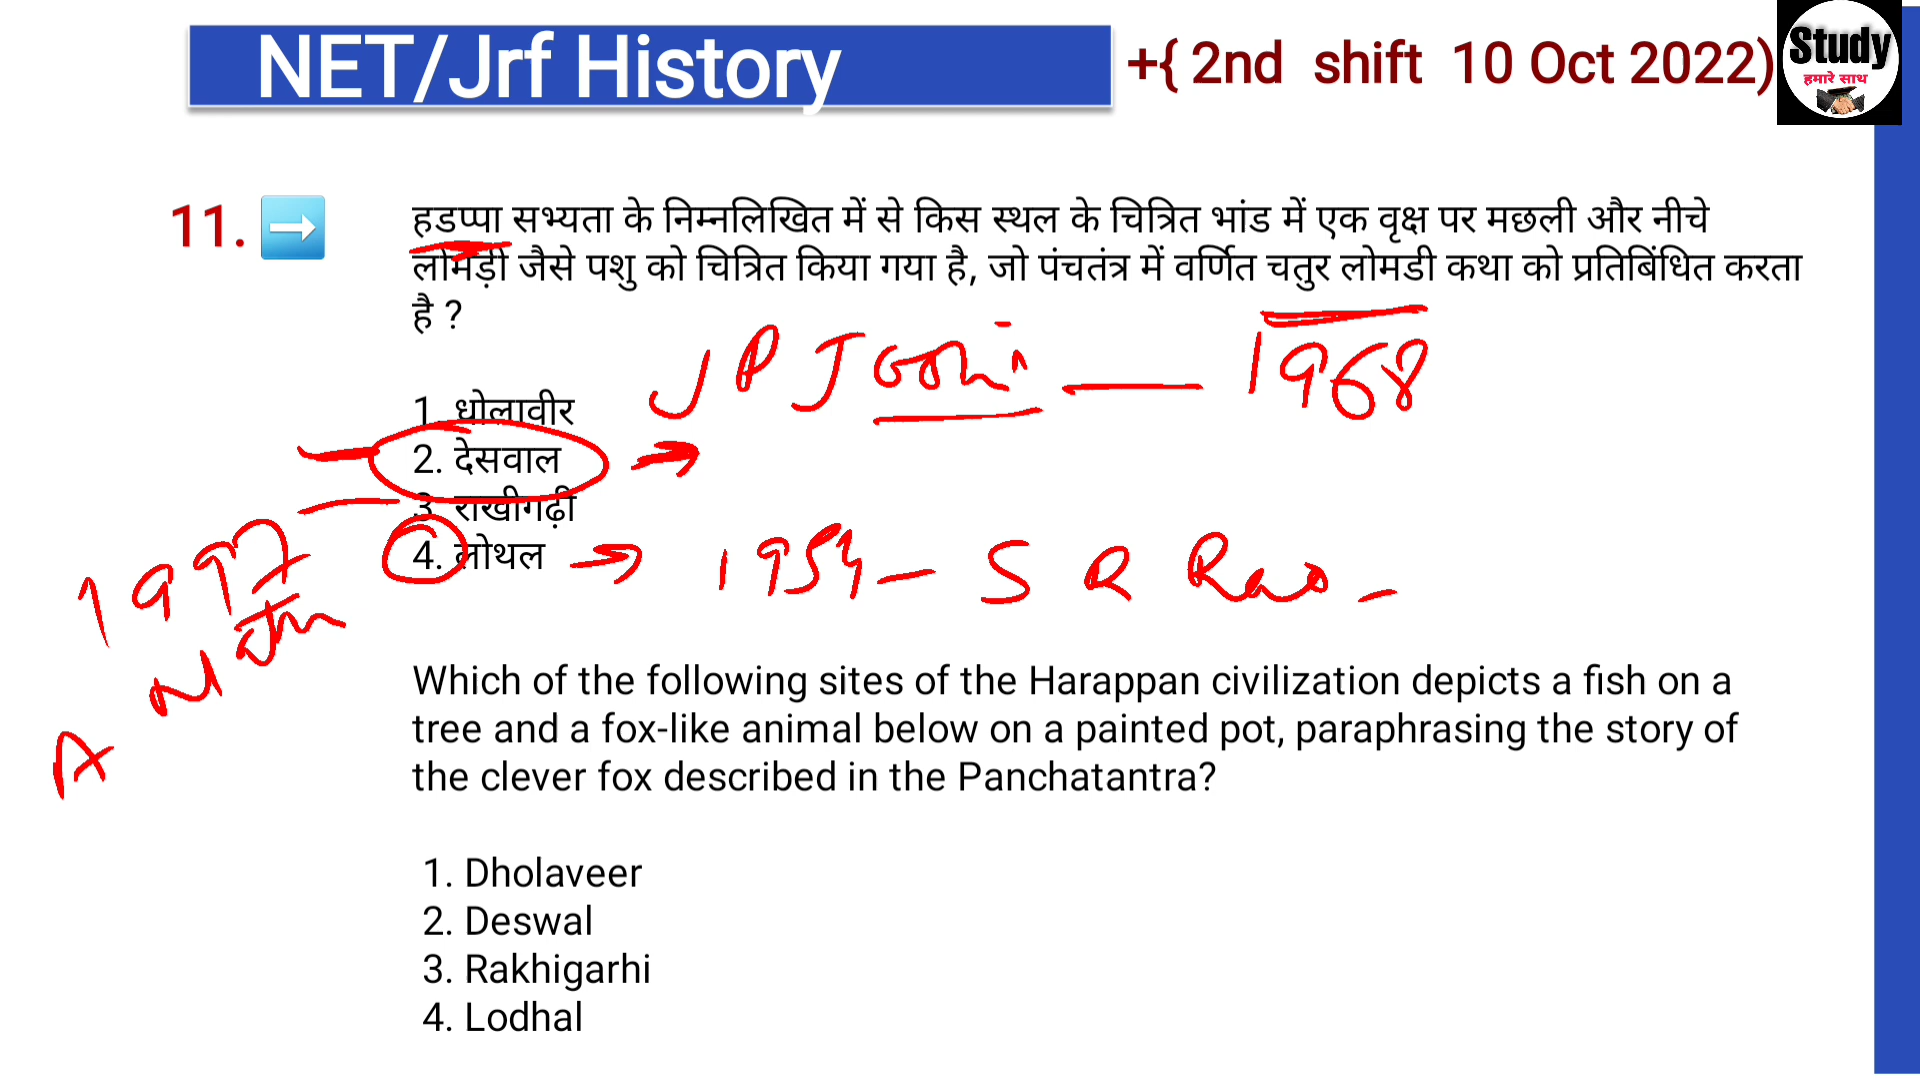 NET/Jrf History
+{ 2nd shift 10 Oct 2022)
Study
हमारे साथ
11.
हडप्पा सभ्यता के निम्नलिखित में से किस स्थल के चित्रित भांड में एक वृक्ष पर मछली और नीचे
लोमड़ी जैसे पशु को चित्रित किया गया है, जो पंचतंत्र में वर्णित चतुर लोमडी कथा को प्रतिबिंधित करता
है ?
J P Joshi — 1968
1. धोलावीर
2. देसवाल
3. राखीगढ़ी
4. लोथल
1954 - S R Rao -
1997
A Nath
Which of the following sites of the Harappan civilization depicts a fish on a
tree and a fox-like animal below on a painted pot, paraphrasing the story of
the clever fox described in the Panchatantra?
1. Dholaveer
2. Deswal
3. Rakhigarhi
4. Lodhal